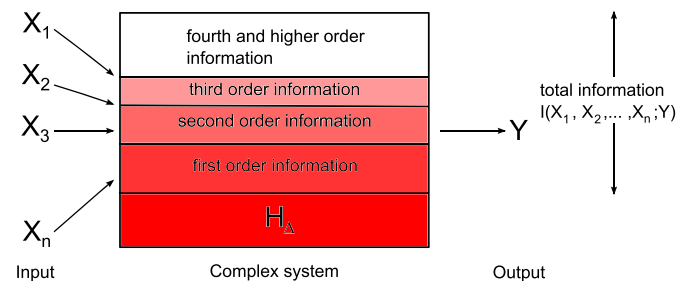 X1
X2
X3
Xn
fourth and higher order
information
third order information
second order information
first order information
HΔ
Y
total information
I(X1, X2,... ,Xn;Y)
Input
Complex system
Output